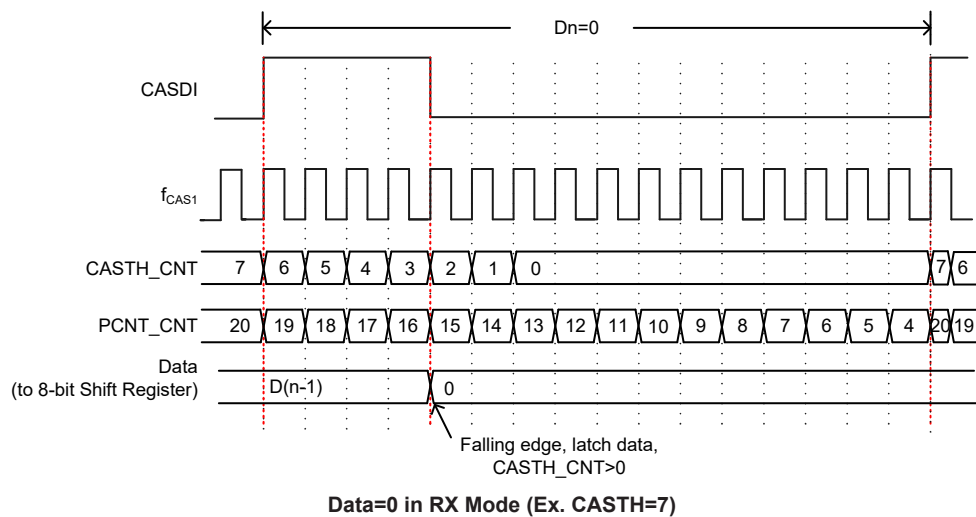 Dn=0
CASDI
fCAS1
CASTH_CNT 7 6 5 4 3 2 1 0 7 6
PCNT_CNT 20 19 18 17 16 15 14 13 12 11 10 9 8 7 6 5 4 20 19
Data
(to 8-bit Shift Register) D(n-1) 0
Falling edge, latch data,
CASTH_CNT>0
Data=0 in RX Mode (Ex. CASTH=7)